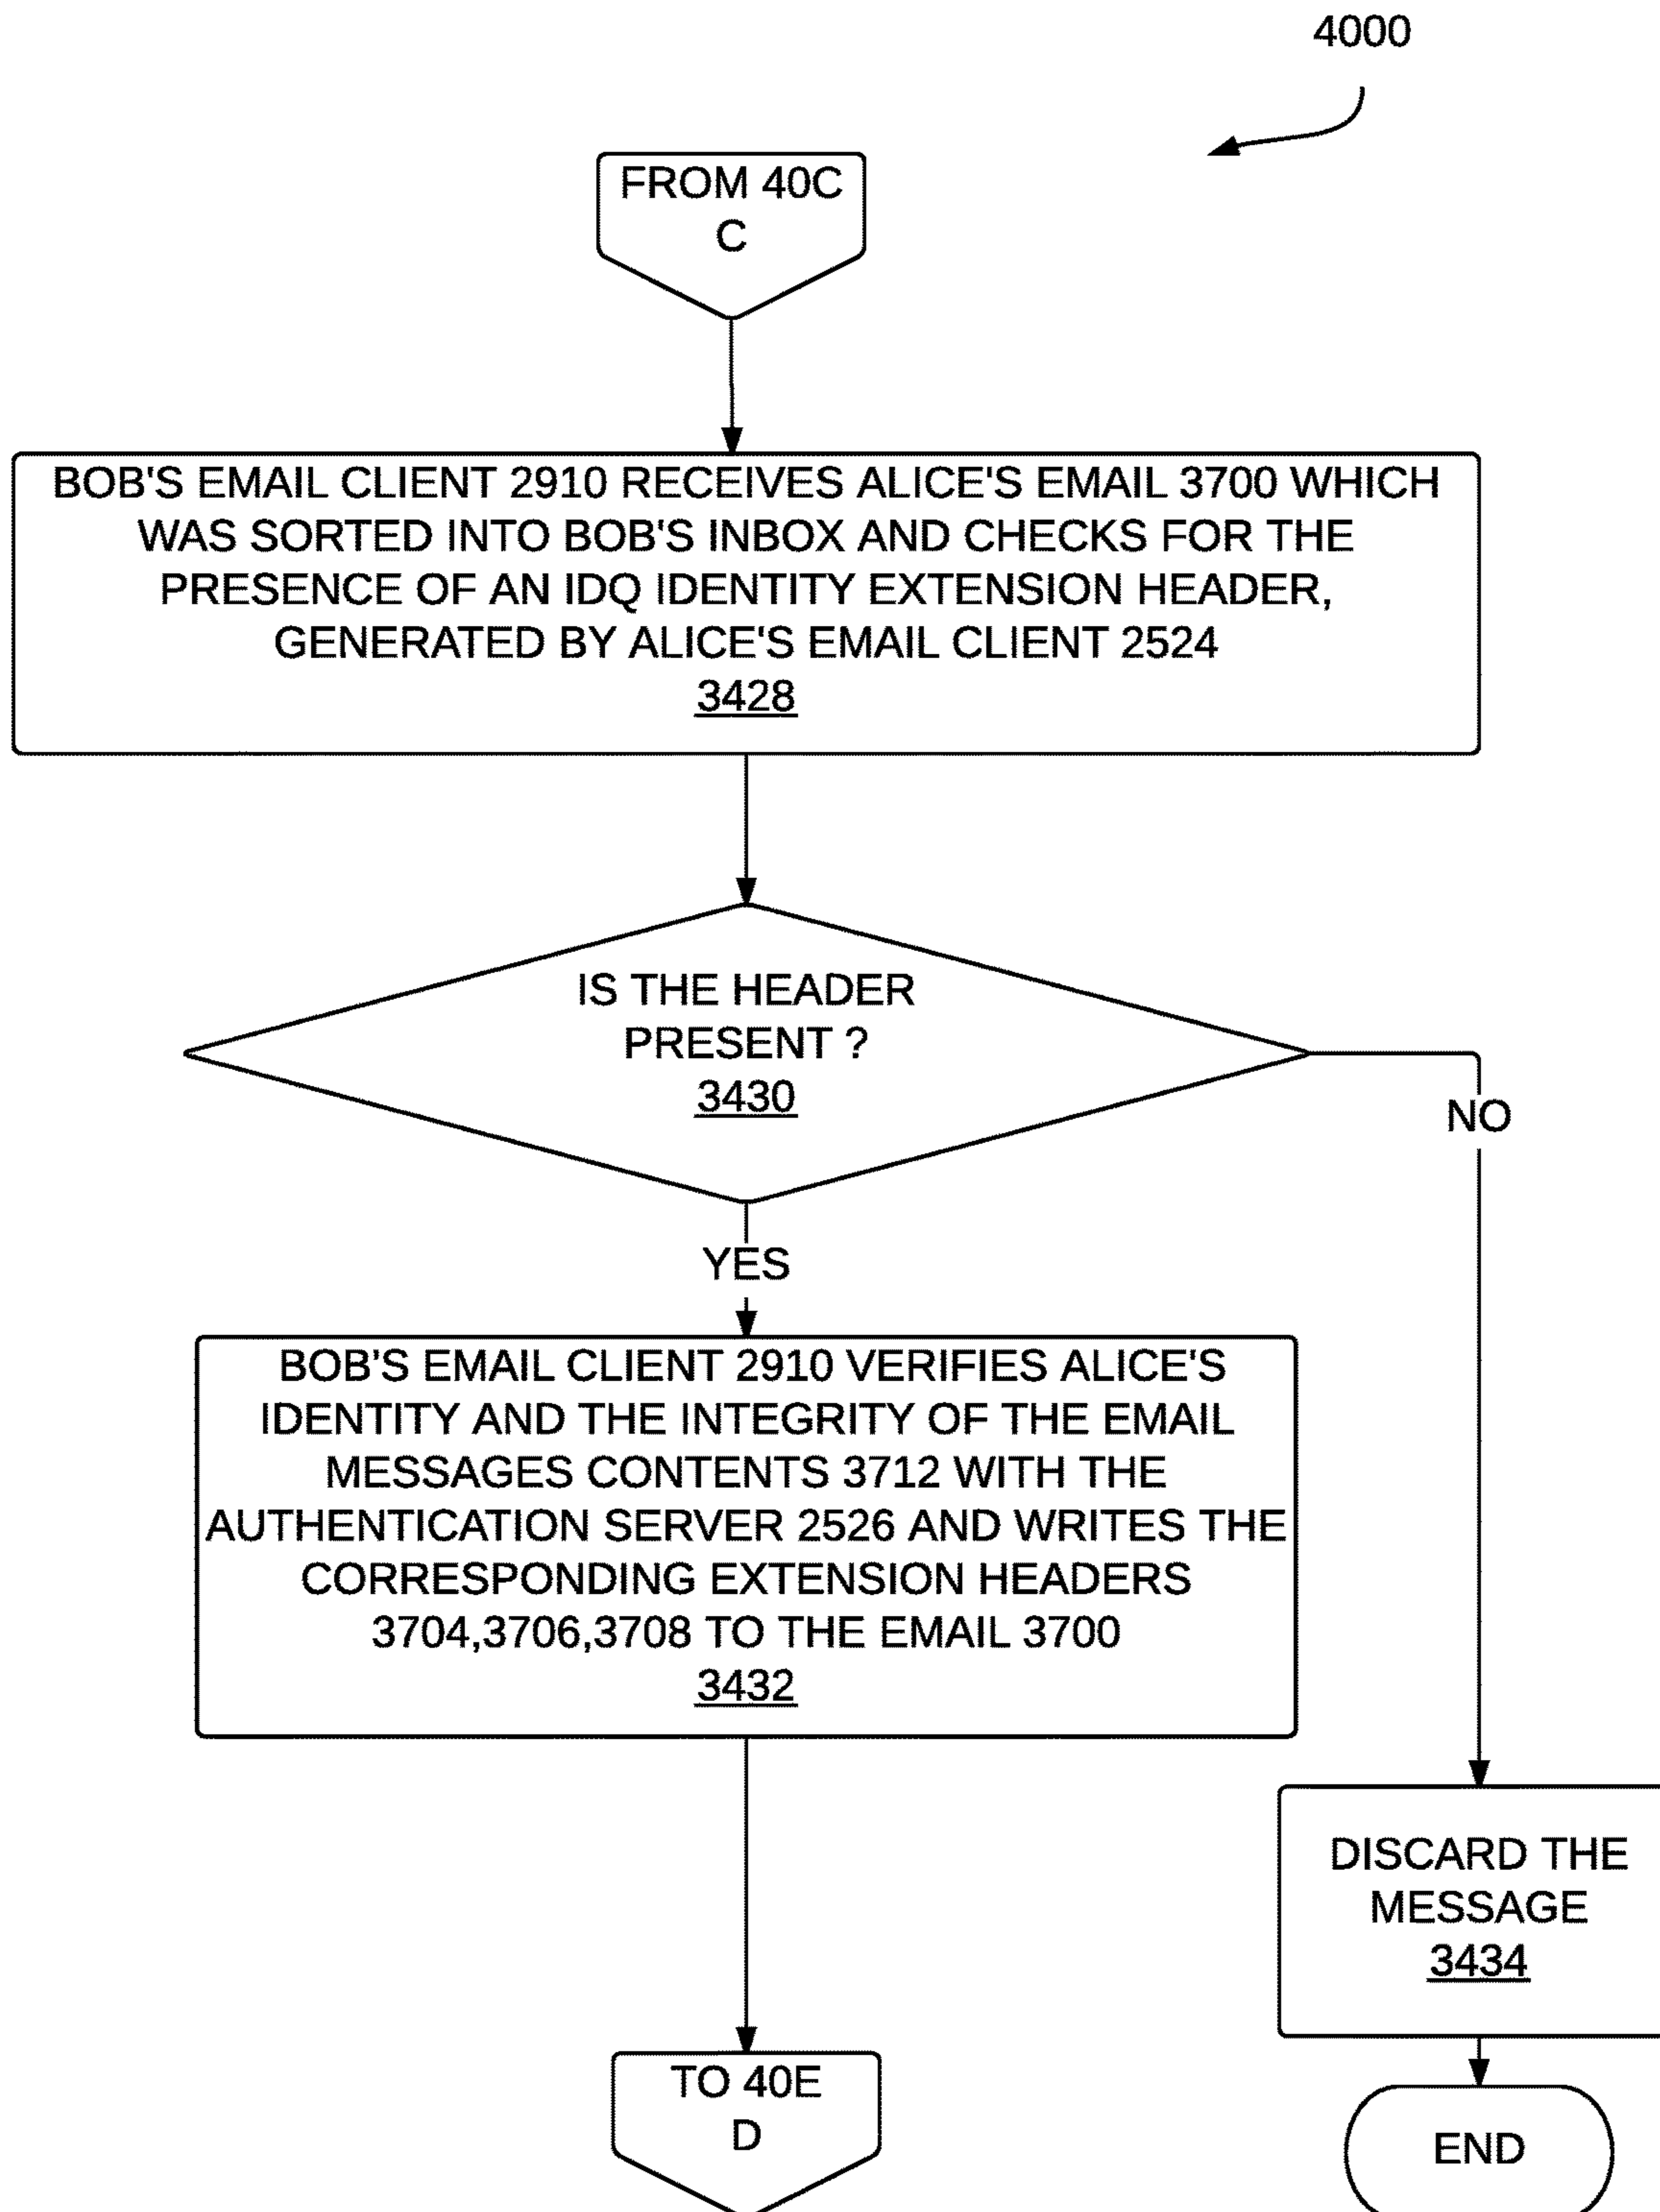 4000
FROM 40C
C
BOB'S EMAIL CLIENT 2910 RECEIVES ALICE'S EMAIL 3700 WHICH
WAS SORTED INTO BOB'S INBOX AND CHECKS FOR THE
PRESENCE OF AN IDQ IDENTITY EXTENSION HEADER,
GENERATED BY ALICE'S EMAIL CLIENT 2524
3428
IS THE HEADER
PRESENT ?
3430
NO
YES
BOB'S EMAIL CLIENT 2910 VERIFIES ALICE'S
IDENTITY AND THE INTEGRITY OF THE EMAIL
MESSAGES CONTENTS 3712 WITH THE
AUTHENTICATION SERVER 2526 AND WRITES THE
CORRESPONDING EXTENSION HEADERS
3704,3706,3708 TO THE EMAIL 3700
3432
DISCARD THE
MESSAGE
3434
TO 40E
D
END